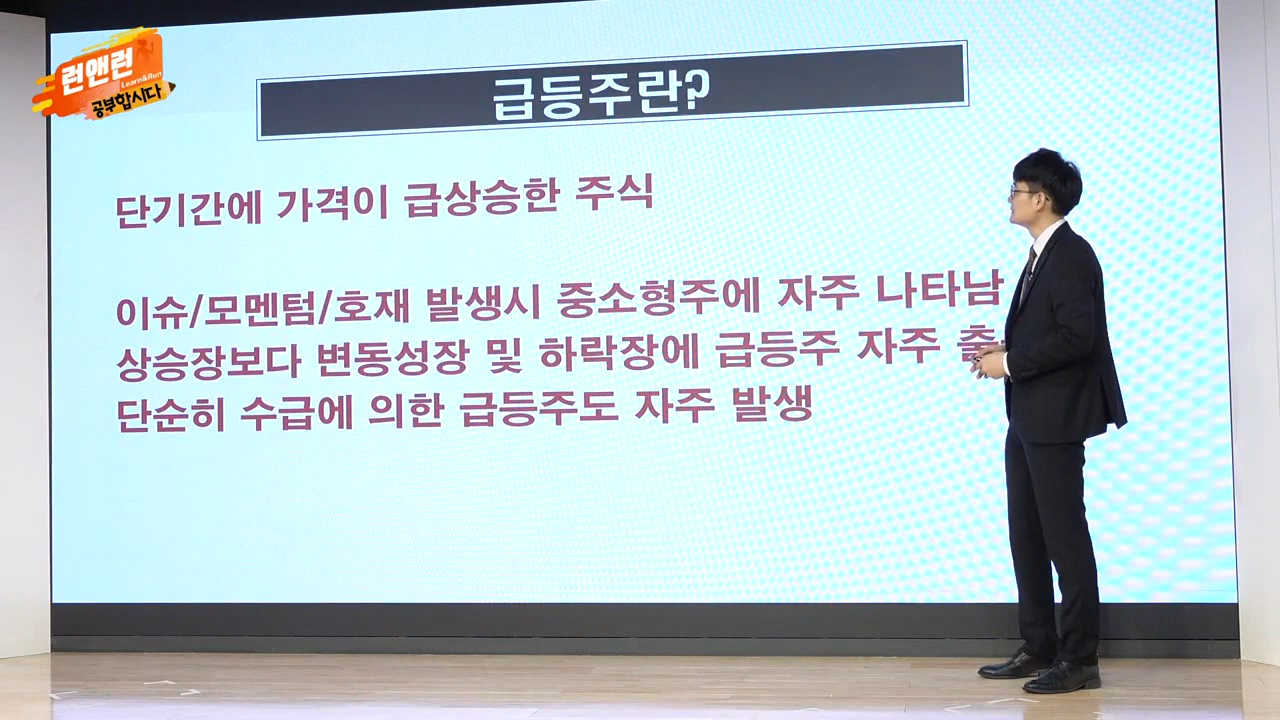 런앤런
Learn&Run
공부합시다
급등주란?
단기간에 가격이 급상승한 주식
이슈/모멘텀/호재 발생시 중소형주에 자주 나타남
상승장보다 변동성장 및 하락장에 급등주 자주
단순히 수급에 의한 급등주도 자주 발생